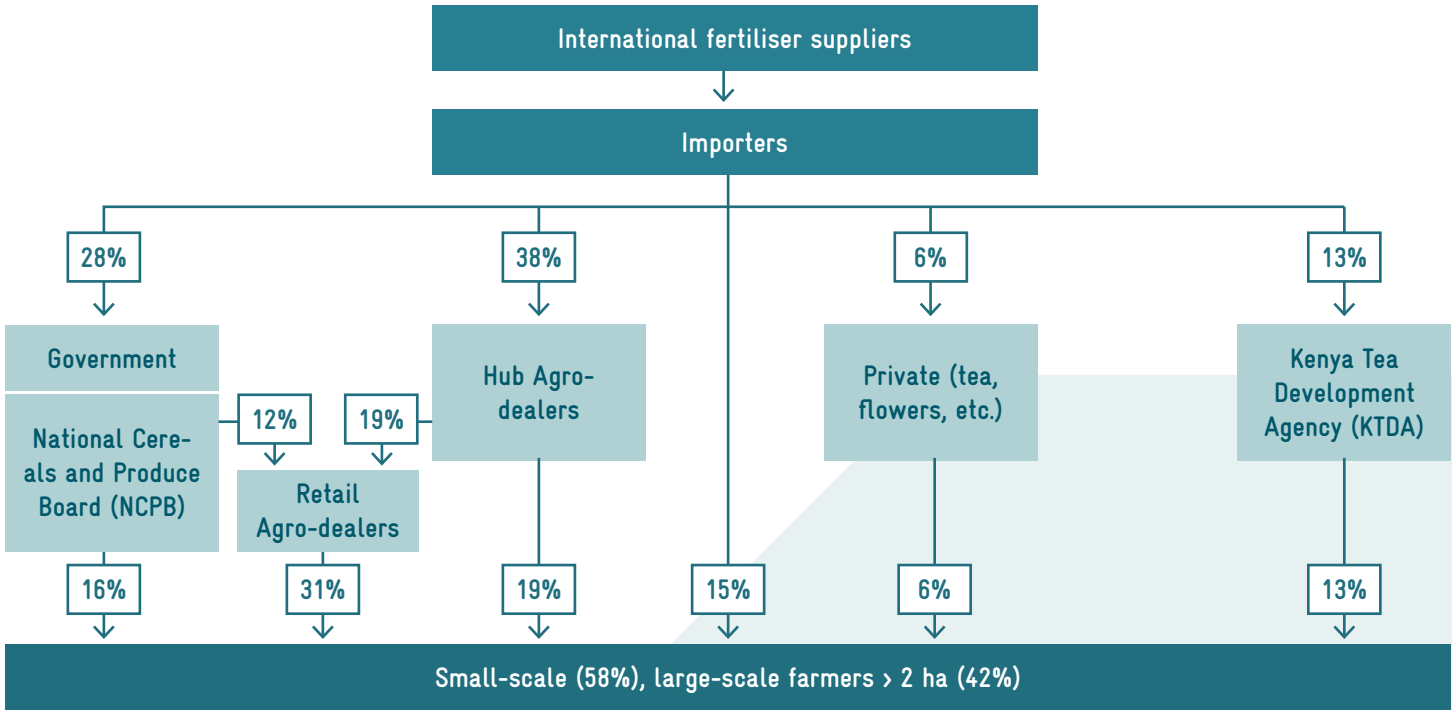 International fertiliser suppliers
Importers
28%
38%
6%
13%
Government
National Cere-
als and Produce
Board (NCPB)
12%
19%
Retail
Agro-dealers
Hub Agro-
dealers
Private (tea,
flowers, etc.)
Kenya Tea
Development
Agency (KTDA)
16%
31%
19%
15%
6%
13%
Small-scale (58%), large-scale farmers > 2 ha (42%)